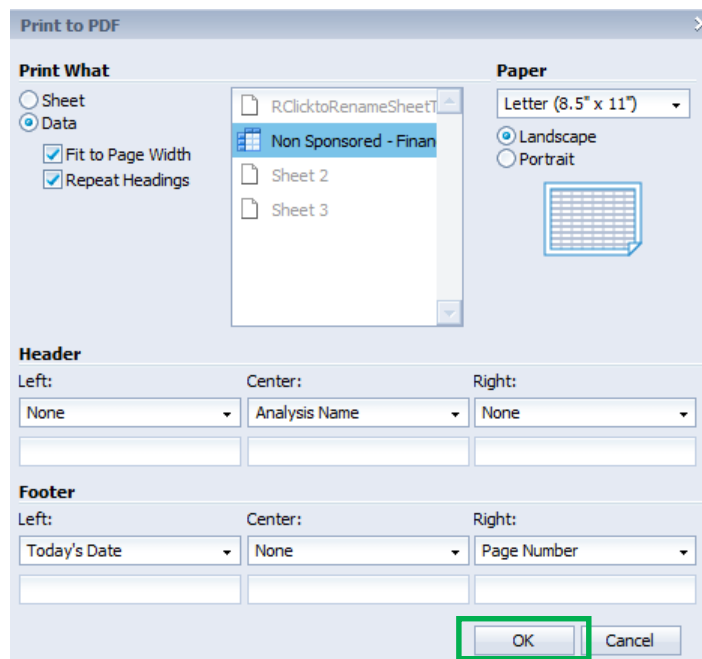 Print to PDF
Print What
Paper
Sheet
Data
Fit to Page Width
Repeat Headings
RClicktoRenameSheetT
Non Sponsored - Finan
Sheet 2
Sheet 3
Letter (8.5" x 11")
Landscape
Portrait
Header
Left: Center: Right:
None Analysis Name None
Footer
Left: Center: Right:
Today's Date None Page Number
OK Cancel